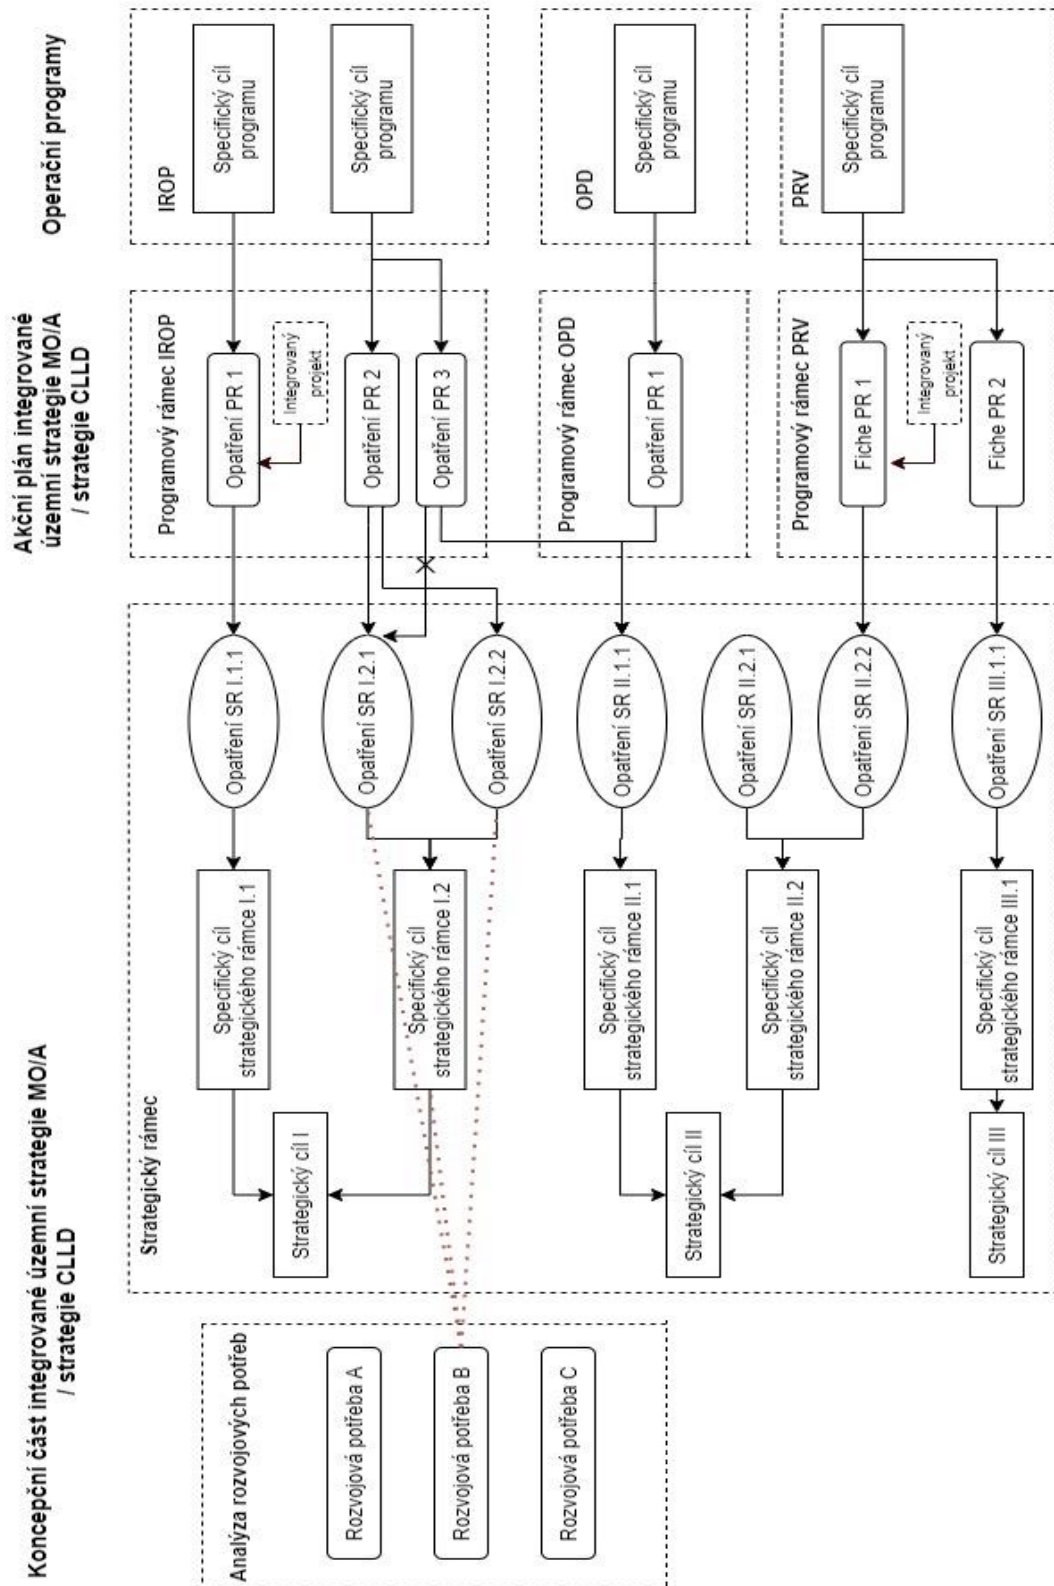 Koncepční část integrované územní strategie MO/A
/ strategie CLLD
Akční plán integrované
územní strategie MO/A
/ strategie CLLD
Operační programy
Analýza rozvojových potřeb
Rozvojová potřeba A
Rozvojová potřeba B
Rozvojová potřeba C
Strategický rámec
Strategický cíl I
Strategický cíl II
Strategický cíl III
Specifický cíl
strategického rámce I.1
Specifický cíl
strategického rámce I.2
Specifický cíl
strategického rámce II.1
Specifický cíl
strategického rámce II.2
Specifický cíl
strategického rámce III.1
Opatření SR I.1.1
Opatření SR I.2.1
Opatření SR I.2.2
Opatření SR II.1.1
Opatření SR II.2.1
Opatření SR II.2.2
Opatření SR III.1.1
Programový rámec IROP
Opatření PR 1
Integrovaný
projekt
Opatření PR 2
Opatření PR 3
Programový rámec OPD
Opatření PR 1
Programový rámec PRV
Fiche PR 1
Integrovaný
projekt
Fiche PR 2
IROP
Specifický cíl
programu
Specifický cíl
programu
OPD
Specifický cíl
programu
PRV
Specifický cíl
programu